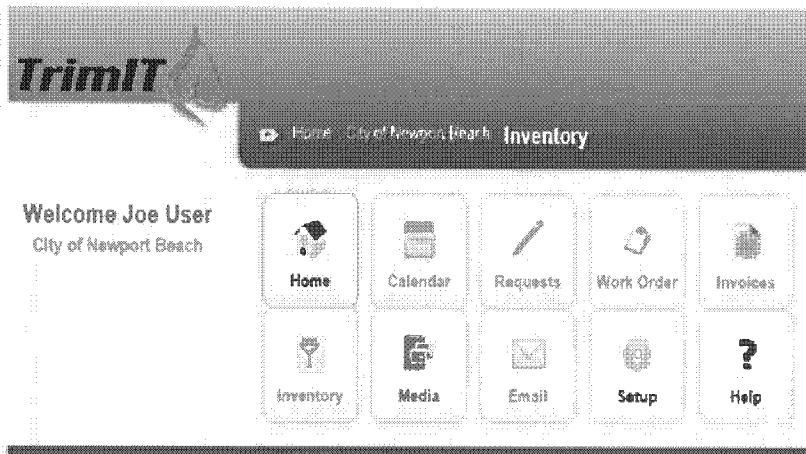 TrimIT
Home City of Newport Beach Inventory
Welcome Joe User
City of Newport Beach
Home Calendar Requests Work Order Invoices
Inventory Media Email Setup Help